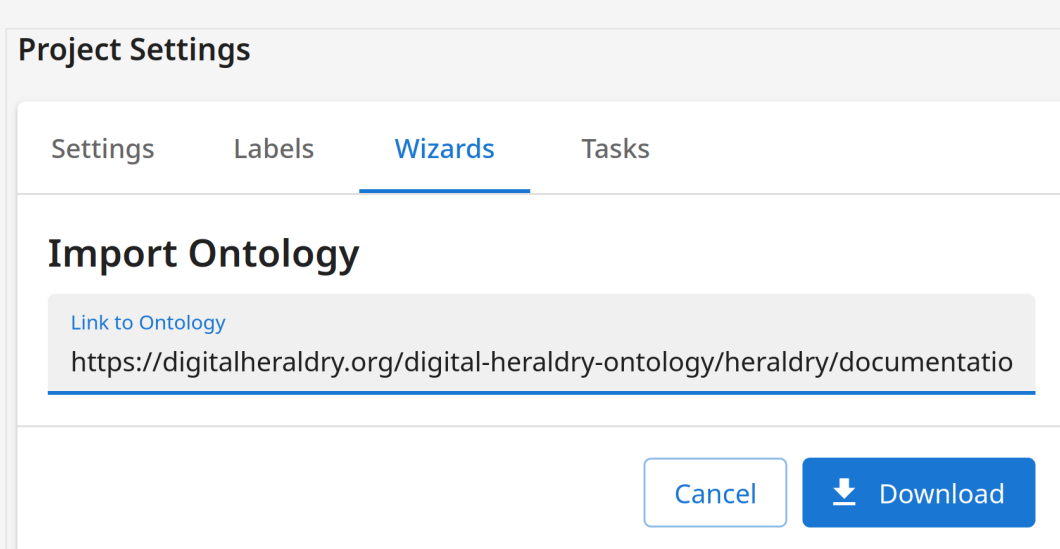 Project Settings
Settings Labels Wizards Tasks
Import Ontology
Link to Ontology
https://digitalheraldry.org/digital-heraldry-ontology/heraldry/documentatio
Cancel Download